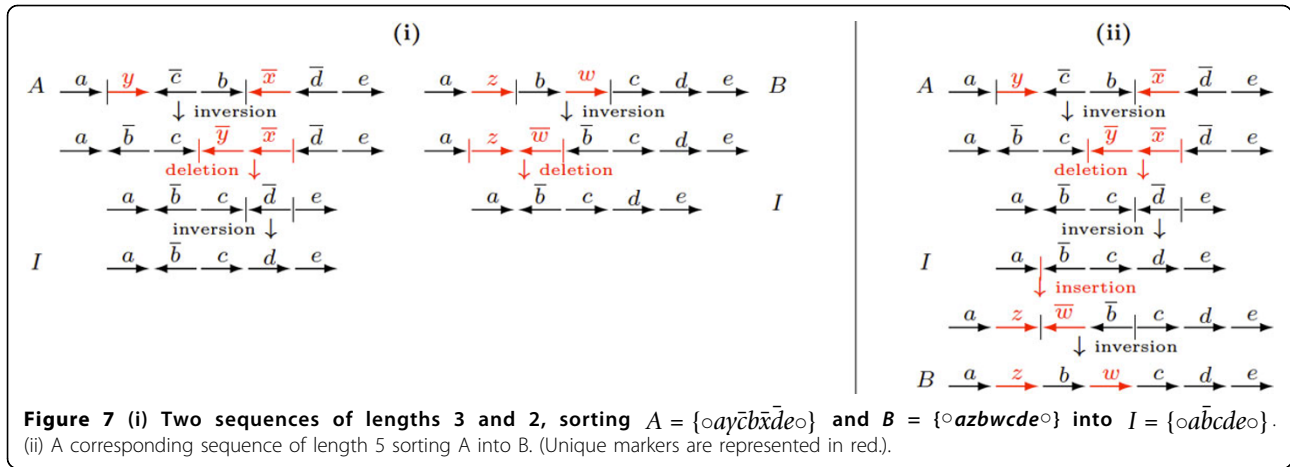 (i)
A a y c̅ b x̅ d̅ e
a z b w c d e B
↓ inversion
↓ inversion
a b̅ c y̅ x̅ d̅ e
a z w̅ b̅ c d e
deletion ↓
↓ deletion
a b̅ c d̅ e
a b̅ c d e I
inversion ↓
I a b̅ c d e
(ii)
A a y c̅ b x̅ d̅ e
↓ inversion
a b̅ c y̅ x̅ d̅ e
deletion ↓
a b̅ c d̅ e
inversion ↓
I a b̅ c d e
↓ insertion
a z w̅ b̅ c d e
↓ inversion
B a z b w c d e
Figure 7 (i) Two sequences of lengths 3 and 2, sorting A = {○ayc̅bx̅d̅e○} and B = {○azbwcde○} into I = {○ab̅cde○}.
(ii) A corresponding sequence of length 5 sorting A into B. (Unique markers are represented in red.).